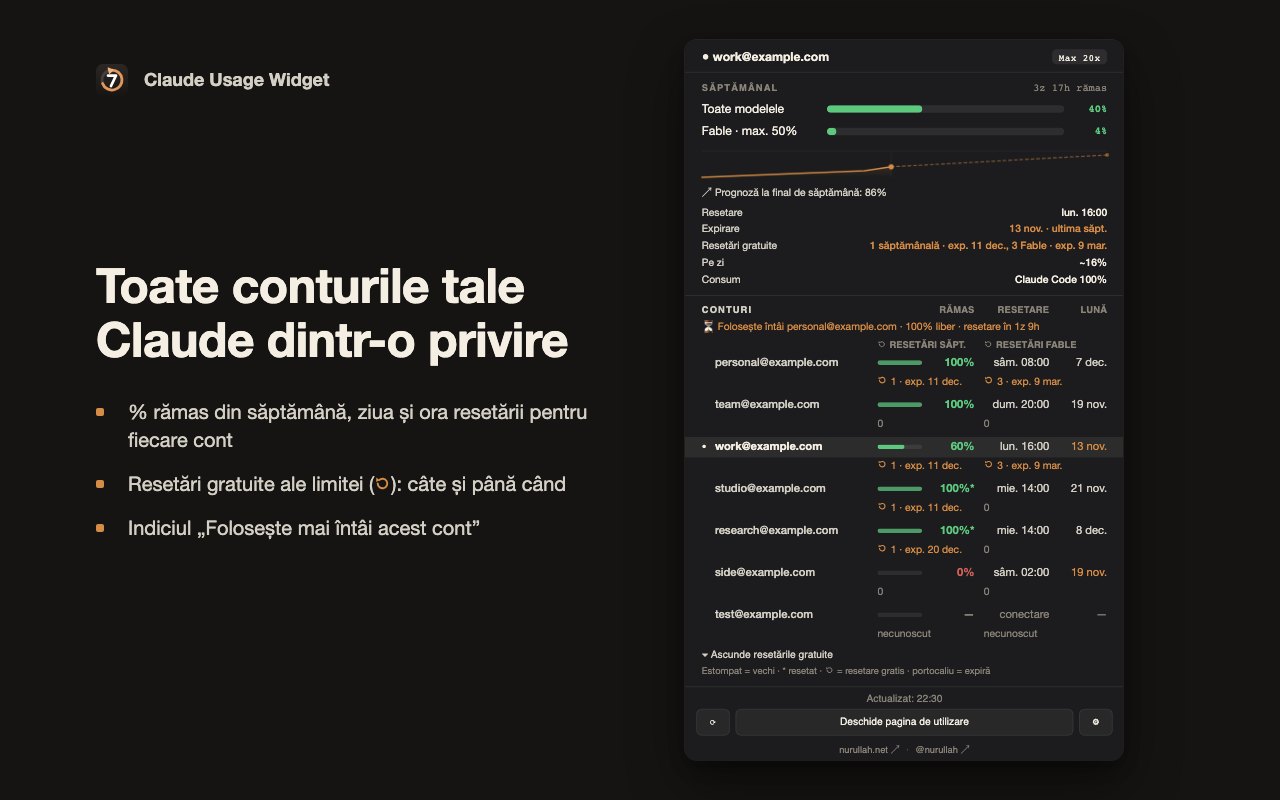 7 Claude Usage Widget
Toate conturile tale
Claude dintr-o privire
% rămas din săptămână, ziua și ora resetării pentru
fiecare cont
Resetări gratuite ale limitei (↺): câte și până când
Indiciul „Folosește mai întâi acest cont”
work@example.com Max 20x
SĂPTĂMÂNAL 3z 17h rămas
Toate modelele 40%
Fable · max. 50% 4%
↗ Prognoză la final de săptămână: 86%
Resetare lun. 16:00
Expirare 13 nov. · ultima săpt.
Resetări gratuite 1 săptămânală · exp. 11 dec., 3 Fable · exp. 9 mar.
Pe zi ~16%
Consum Claude Code 100%
CONTURI RĂMAS RESETARE LUNĂ
⏳ Folosește întâi personal@example.com · 100% liber · resetare în 1z 9h
↺ RESETĂRI SĂPT. ↺ RESETĂRI FABLE
personal@example.com 100% sâm. 08:00 7 dec.
↺ 1 · exp. 11 dec. ↺ 3 · exp. 9 mar.
team@example.com 100% dum. 20:00 19 nov.
0 0
• work@example.com 60% lun. 16:00 13 nov.
↺ 1 · exp. 11 dec. ↺ 3 · exp. 9 mar.
studio@example.com 100%* mie. 14:00 21 nov.
↺ 1 · exp. 11 dec. 0
research@example.com 100%* mie. 14:00 8 dec.
↺ 1 · exp. 20 dec. 0
side@example.com 0% sâm. 02:00 19 nov.
0 0
test@example.com — conectare —
necunoscut necunoscut
▾ Ascunde resetările gratuite
Estompat = vechi · * resetat · ↺ = resetare gratis · portocaliu = expiră
Actualizat: 22:30
Deschide pagina de utilizare
nurullah.net ↗ · @nurullah ↗